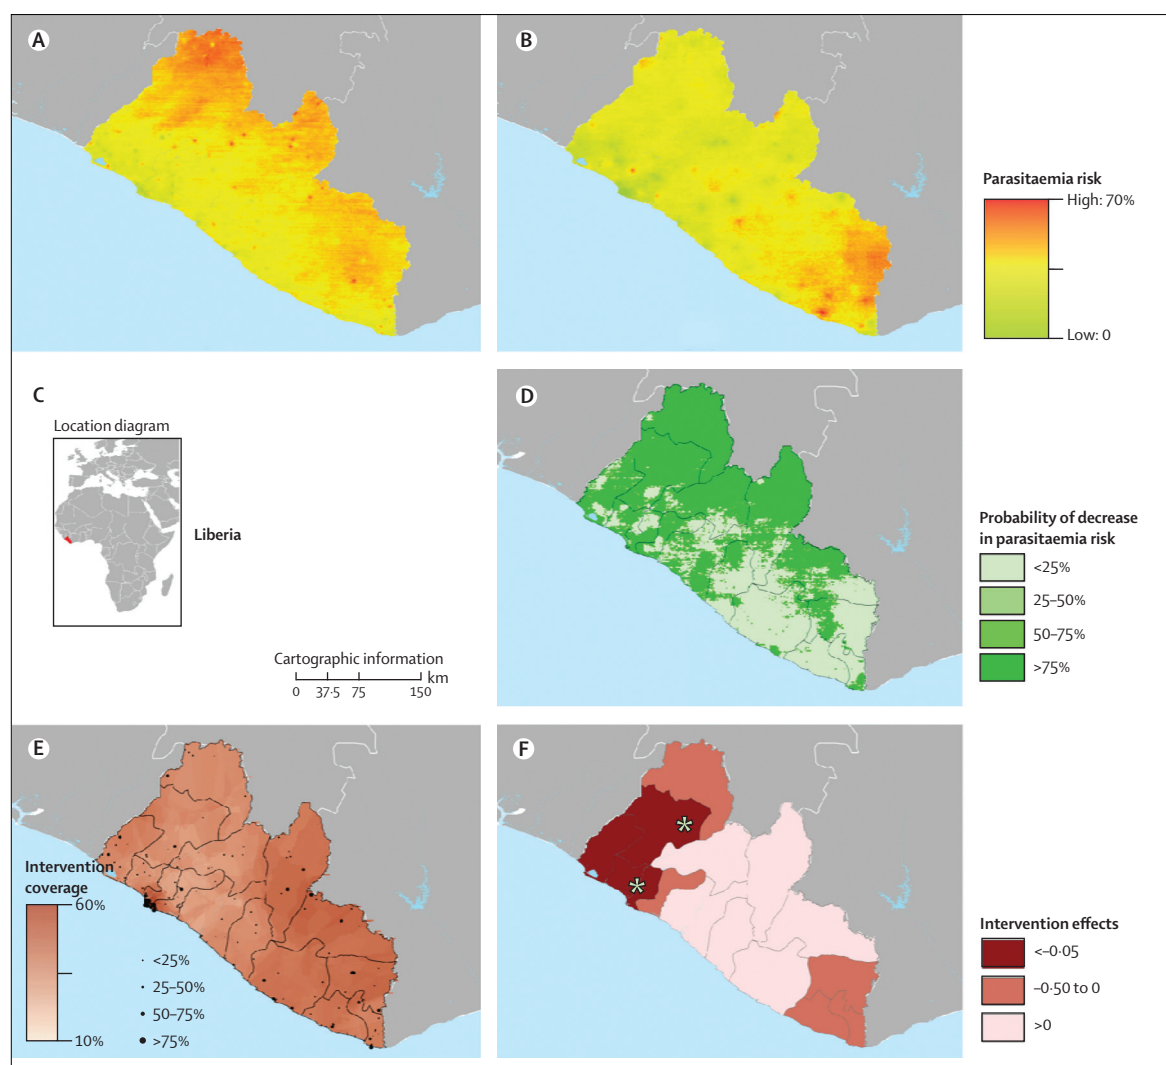 A
B
Parasitaemia risk
High: 70%
Low: 0
C
Location diagram
Liberia
Cartographic information
km
0 37·5 75 150
D
Probability of decrease
in parasitaemia risk
<25%
25–50%
50–75%
>75%
E
Intervention
coverage
60%
10%
<25%
25–50%
50–75%
>75%
F
*
*
Intervention effects
<–0·05
–0·50 to 0
>0